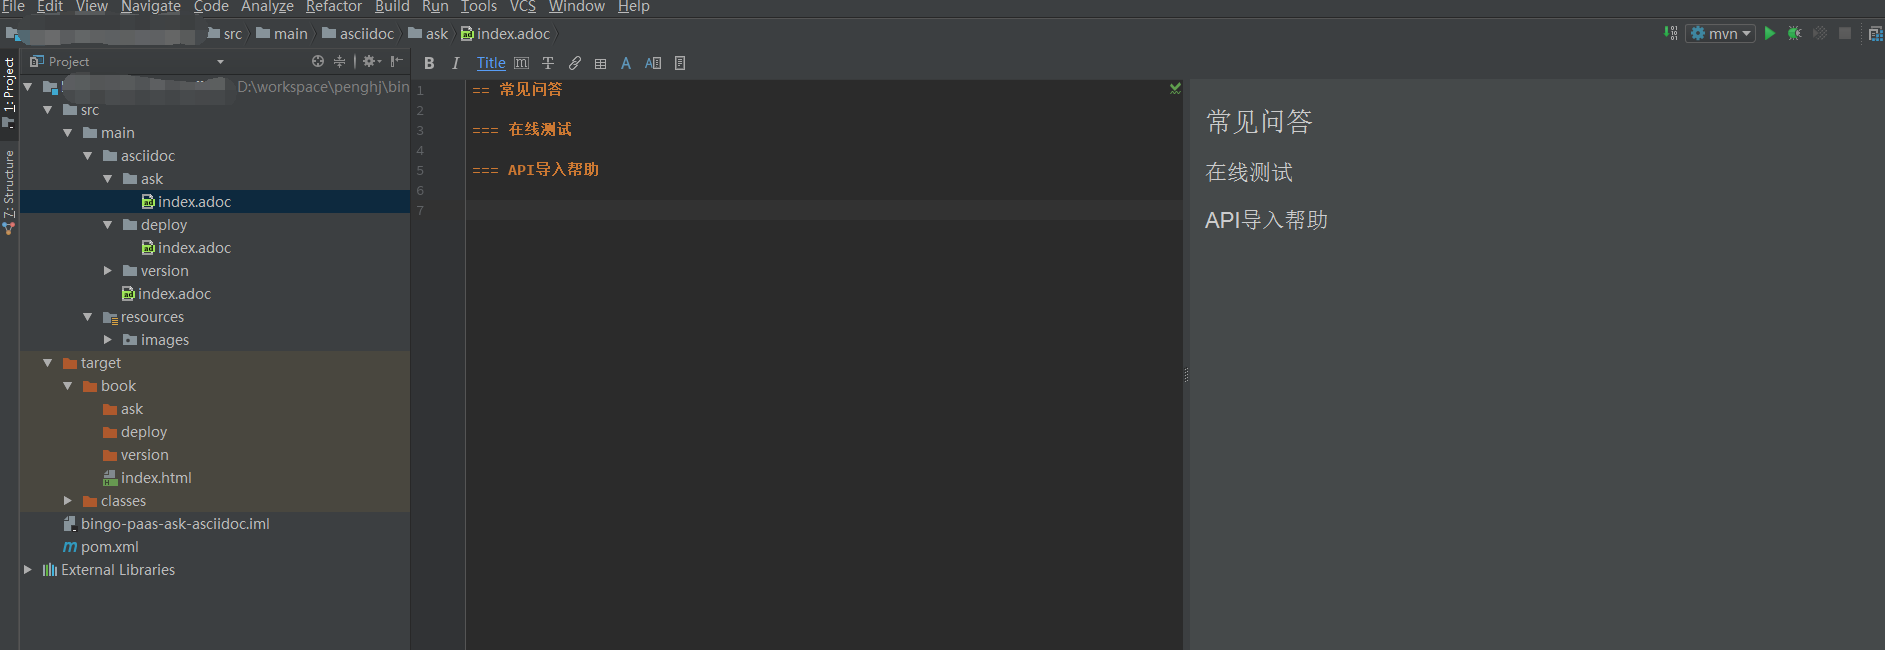 File Edit View Navigate Code Analyze Refactor Build Run Tools VCS Window Help
src main asciidoc ask index.adoc
mvn
Project
B I Title
1: Project
7: Structure
D:\workspace\penghj\bin
src
main
asciidoc
ask
index.adoc
deploy
index.adoc
version
index.adoc
resources
images
target
book
ask
deploy
version
index.html
classes
bingo-paas-ask-asciidoc.iml
pom.xml
External Libraries
1 == 常见问答
2
3 === 在线测试
4
5 === API导入帮助
6
7
常见问答
在线测试
API导入帮助